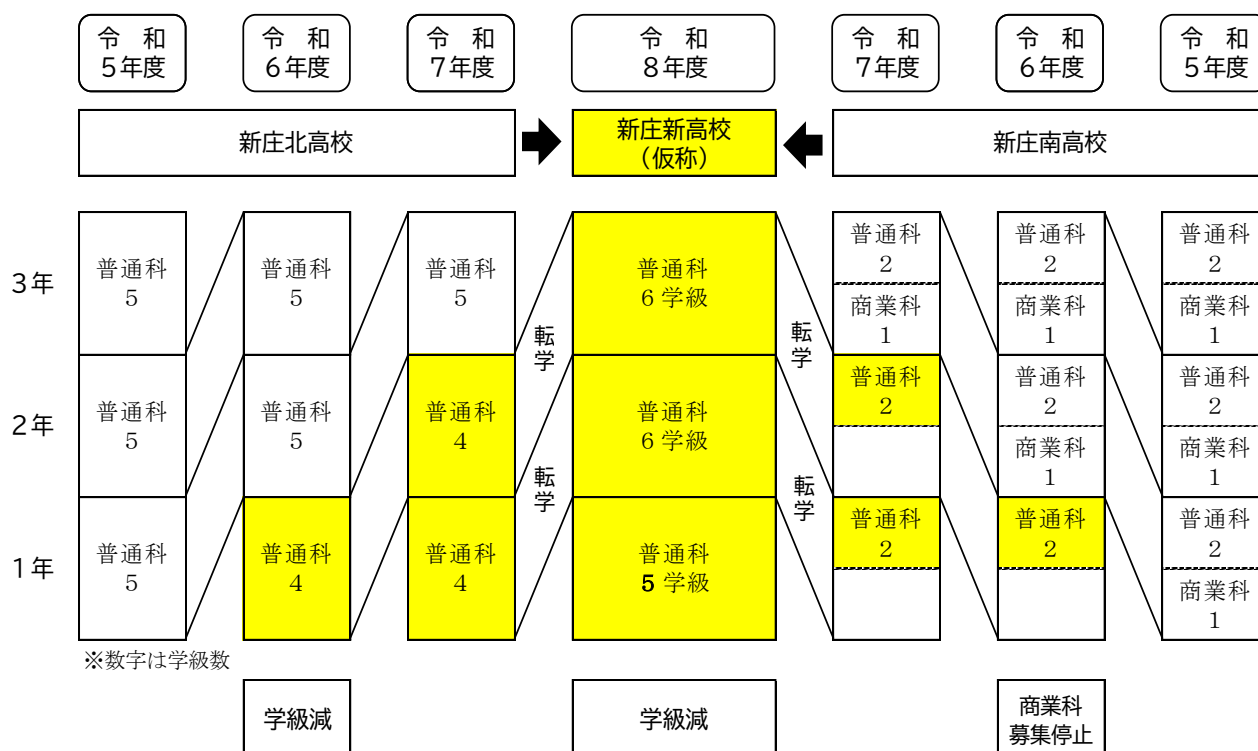 令 和
5年度
令 和
6年度
令 和
7年度
令 和
8年度
令 和
7年度
令 和
6年度
令 和
5年度
新庄北高校
新庄新高校
(仮称)
新庄南高校
3年
普通科
5
普通科
5
普通科
5
転学
普通科
6学級
転学
普通科
2
商業科
1
普通科
2
商業科
1
普通科
2
商業科
1
2年
普通科
5
普通科
5
普通科
4
転学
普通科
6学級
転学
普通科
2
普通科
2
商業科
1
普通科
2
商業科
1
1年
普通科
5
普通科
4
普通科
4
普通科
5学級
普通科
2
普通科
2
普通科
2
商業科
1
※数字は学級数
学級減
学級減
商業科
募集停止